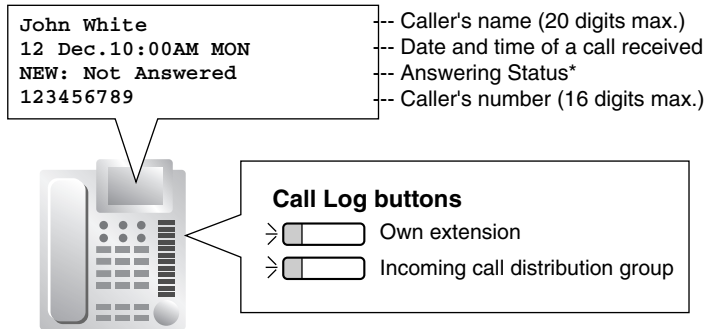 John White --- Caller's name (20 digits max.)
12 Dec.10:00AM MON --- Date and time of a call received
NEW: Not Answered --- Answering Status*
123456789 --- Caller's number (16 digits max.)
Call Log buttons
Own extension
Incoming call distribution group